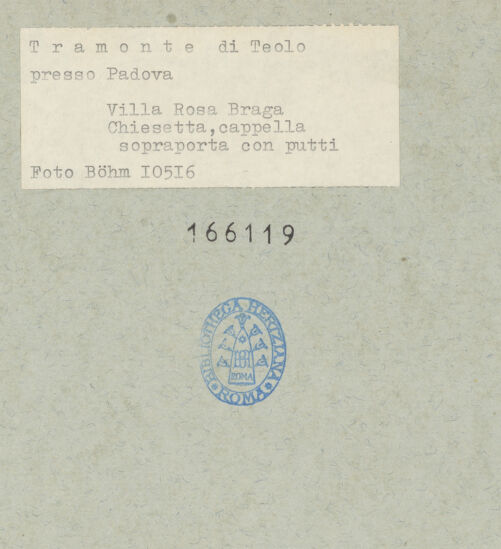 Tramonte di Teolo
presso Padova
Villa Rosa Braga
Chiesetta,cappella
sopraporta con putti
Foto Böhm I05I6
166119
BIBLIOTHECA HERTZIANA
ROMA
ROMA